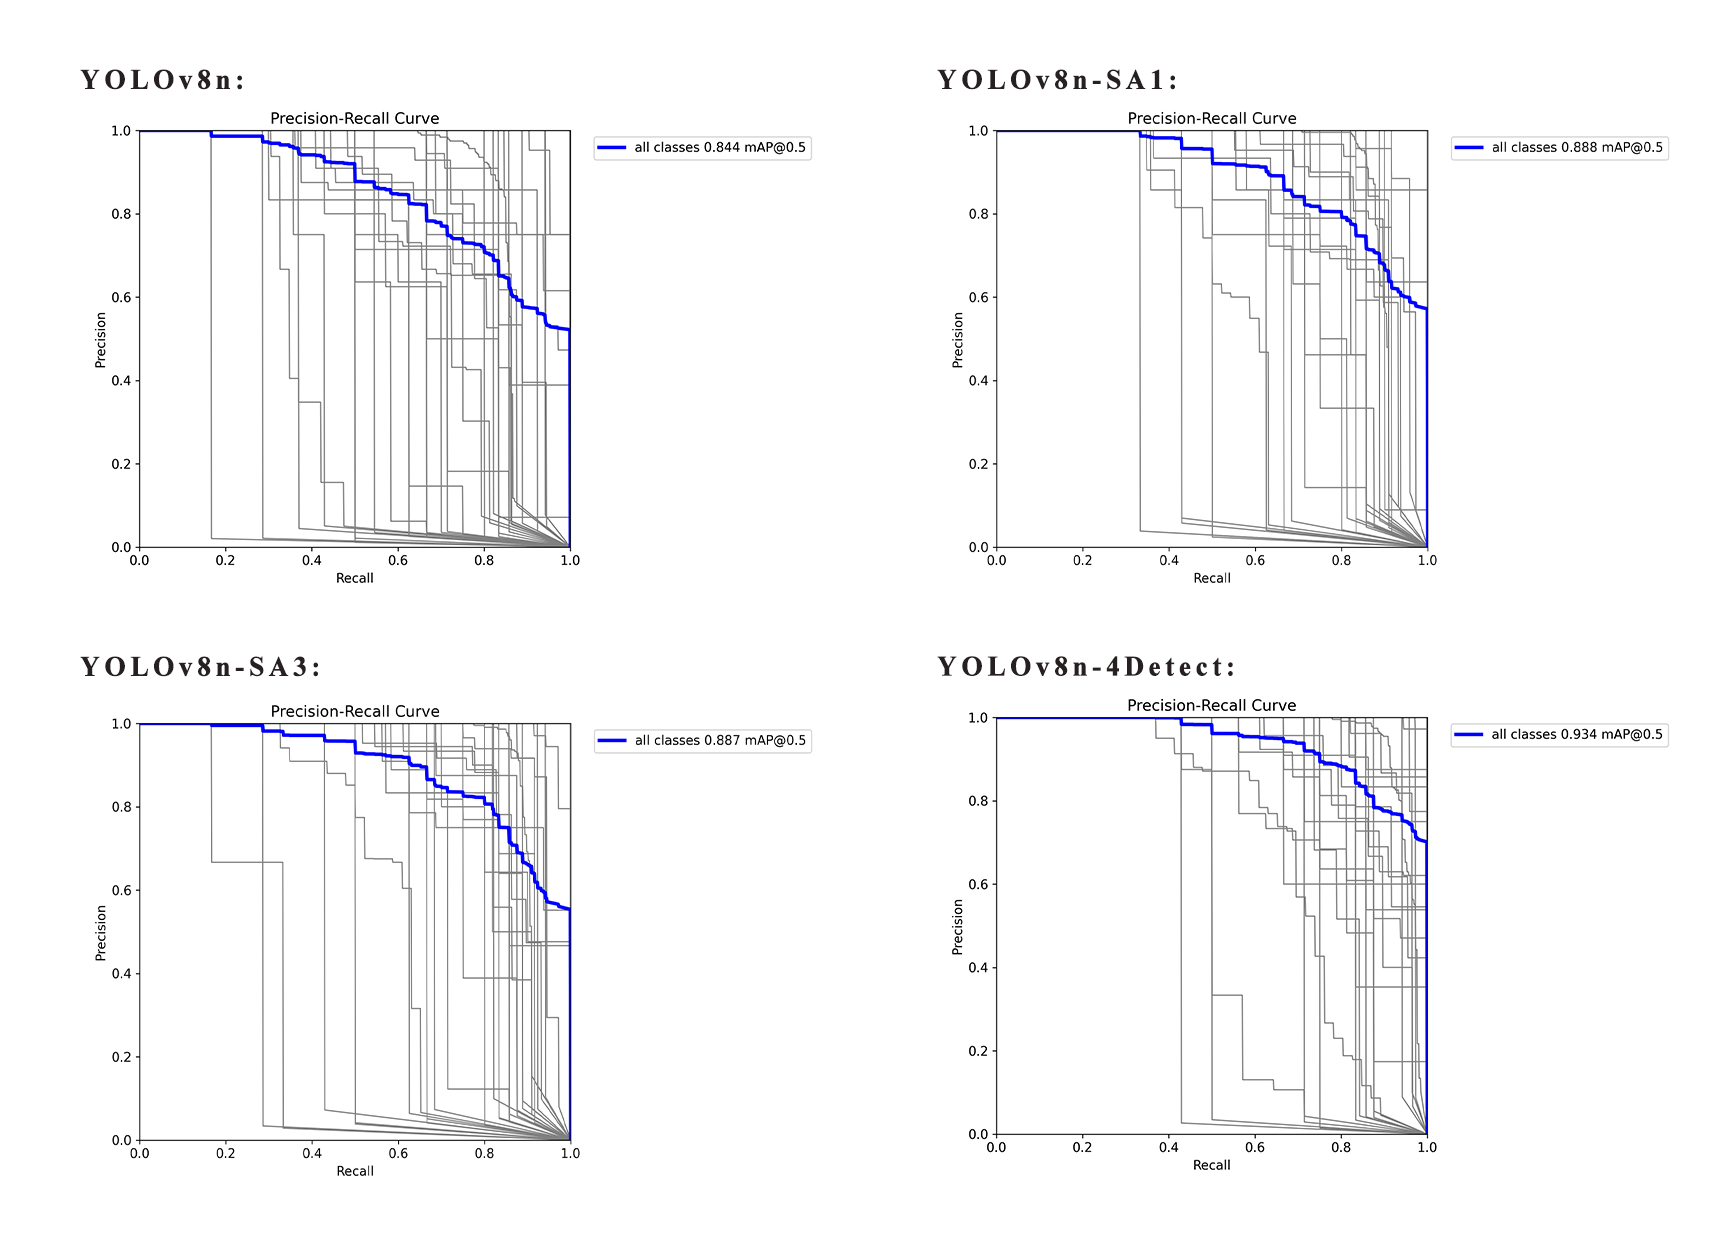 YOLOv8n:
Precision-Recall Curve
1.0
0.8
0.6
0.4
0.2
0.0
Precision
0.0 0.2 0.4 0.6 0.8 1.0
Recall
all classes 0.844 mAP@0.5
YOLOv8n-SA1:
Precision-Recall Curve
1.0
0.8
0.6
0.4
0.2
0.0
Precision
0.0 0.2 0.4 0.6 0.8 1.0
Recall
all classes 0.888 mAP@0.5
YOLOv8n-SA3:
Precision-Recall Curve
1.0
0.8
0.6
0.4
0.2
0.0
Precision
0.0 0.2 0.4 0.6 0.8 1.0
Recall
all classes 0.887 mAP@0.5
YOLOv8n-4Detect:
Precision-Recall Curve
1.0
0.8
0.6
0.4
0.2
0.0
Precision
0.0 0.2 0.4 0.6 0.8 1.0
Recall
all classes 0.934 mAP@0.5